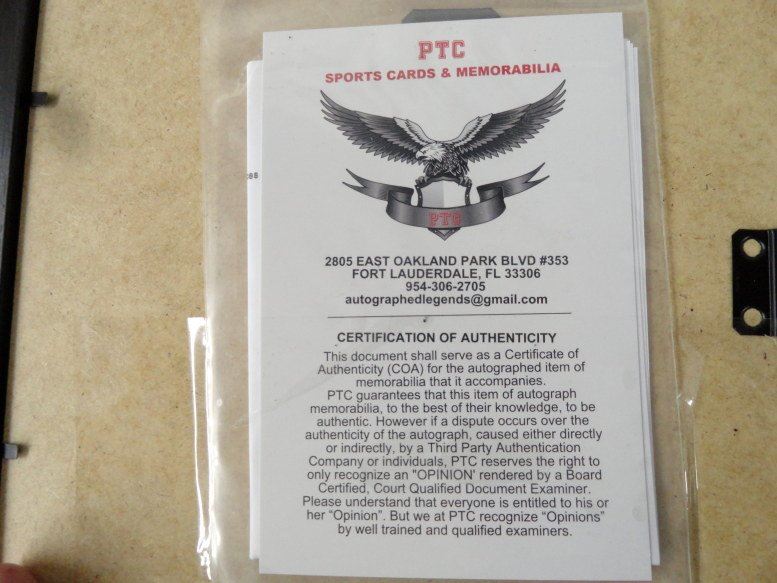 PTC
SPORTS CARDS & MEMORABILIA
PTC
2805 EAST OAKLAND PARK BLVD #353
FORT LAUDERDALE, FL 33306
954-306-2705
autographedlegends@gmail.com
CERTIFICATION OF AUTHENTICITY
This document shall serve as a Certificate of
Authenticity (COA) for the autographed item of
memorabilia that it accompanies.
PTC guarantees that this item of autograph
memorabilia, to the best of their knowledge, to be
authentic. However if a dispute occurs over the
authenticity of the autograph, caused either directly
or indirectly, by a Third Party Authentication
Company or individuals, PTC reserves the right to
only recognize an "OPINION' rendered by a Board
Certified, Court Qualified Document Examiner.
Please understand that everyone is entitled to his or
her “Opinion”. But we at PTC recognize “Opinions”
by well trained and qualified examiners.